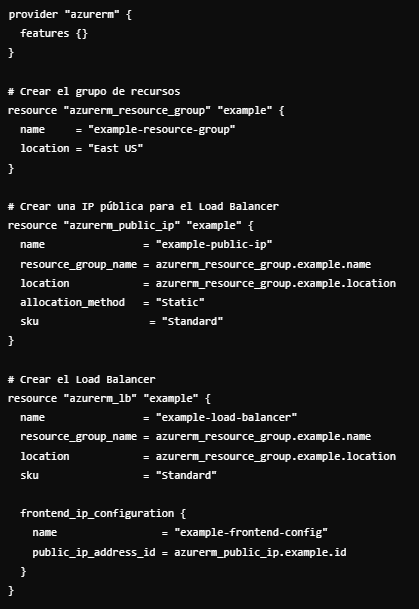 provider "azurerm" {
  features {}
}

# Crear el grupo de recursos
resource "azurerm_resource_group" "example" {
  name     = "example-resource-group"
  location = "East US"
}

# Crear una IP pública para el Load Balancer
resource "azurerm_public_ip" "example" {
  name                = "example-public-ip"
  resource_group_name = azurerm_resource_group.example.name
  location            = azurerm_resource_group.example.location
  allocation_method   = "Static"
  sku                  = "Standard"
}

# Crear el Load Balancer
resource "azurerm_lb" "example" {
  name                = "example-load-balancer"
  resource_group_name = azurerm_resource_group.example.name
  location            = azurerm_resource_group.example.location
  sku                 = "Standard"

  frontend_ip_configuration {
    name                 = "example-frontend-config"
    public_ip_address_id = azurerm_public_ip.example.id
  }
}